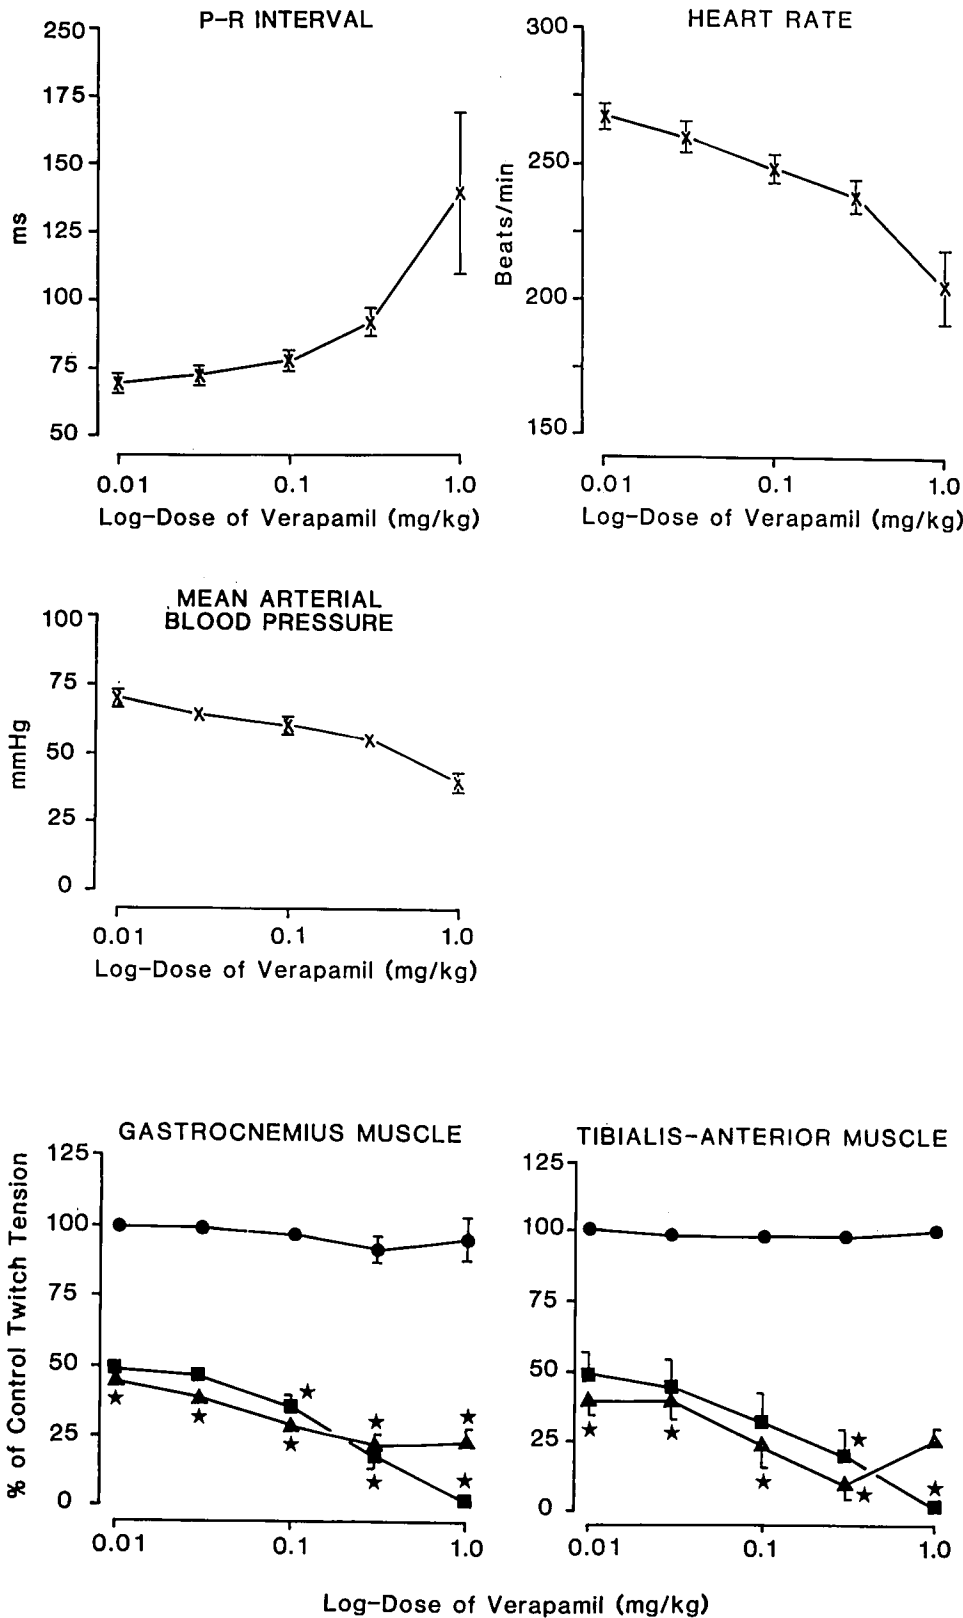 P-R INTERVAL
250
175
150
125
100
75
50
ms
0.01 0.1 1.0
Log-Dose of Verapamil (mg/kg)
HEART RATE
300
250
200
150
Beats/min
0.01 0.1 1.0
Log-Dose of Verapamil (mg/kg)
MEAN ARTERIAL
BLOOD PRESSURE
100
75
50
25
0
mmHg
0.01 0.1 1.0
Log-Dose of Verapamil (mg/kg)
GASTROCNEMIUS MUSCLE
125
100
75
50
25
0
% of Control Twitch Tension
0.01 0.1 1.0
TIBIALIS-ANTERIOR MUSCLE
125
100
75
50
25
0
0.01 0.1 1.0
Log-Dose of Verapamil (mg/kg)